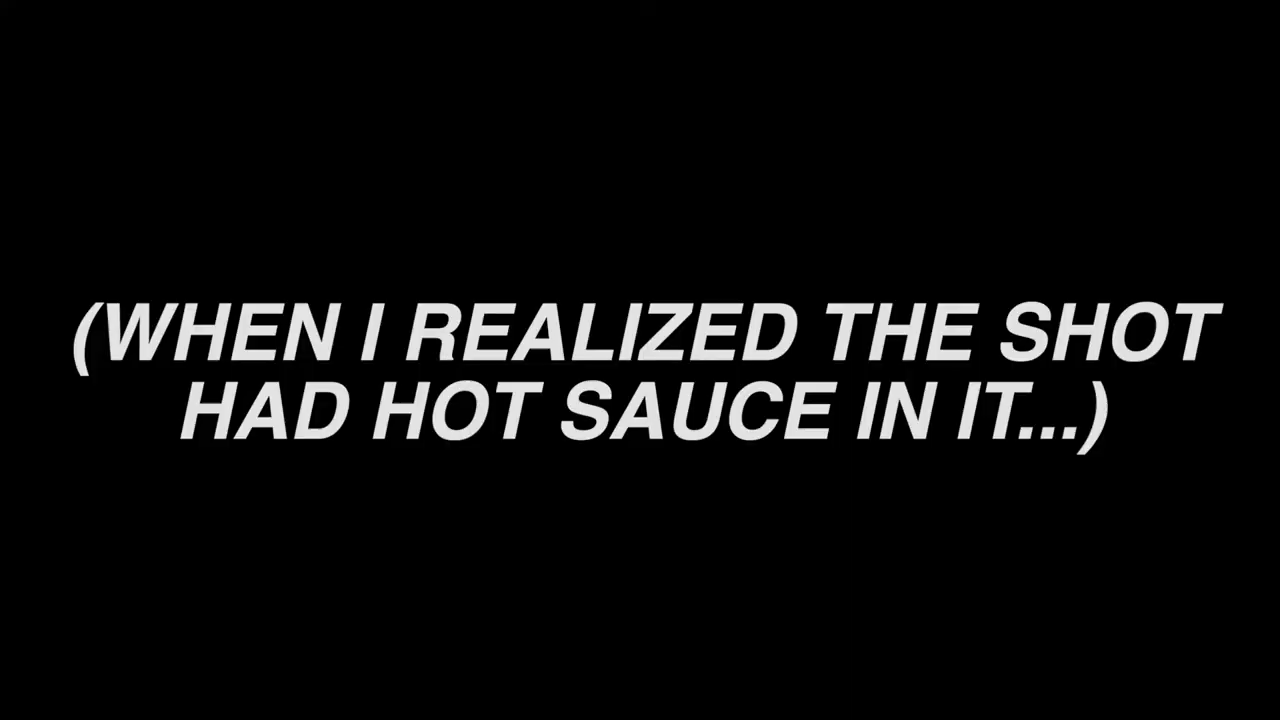 (WHEN I REALIZED THE SHOT
HAD HOT SAUCE IN IT...)